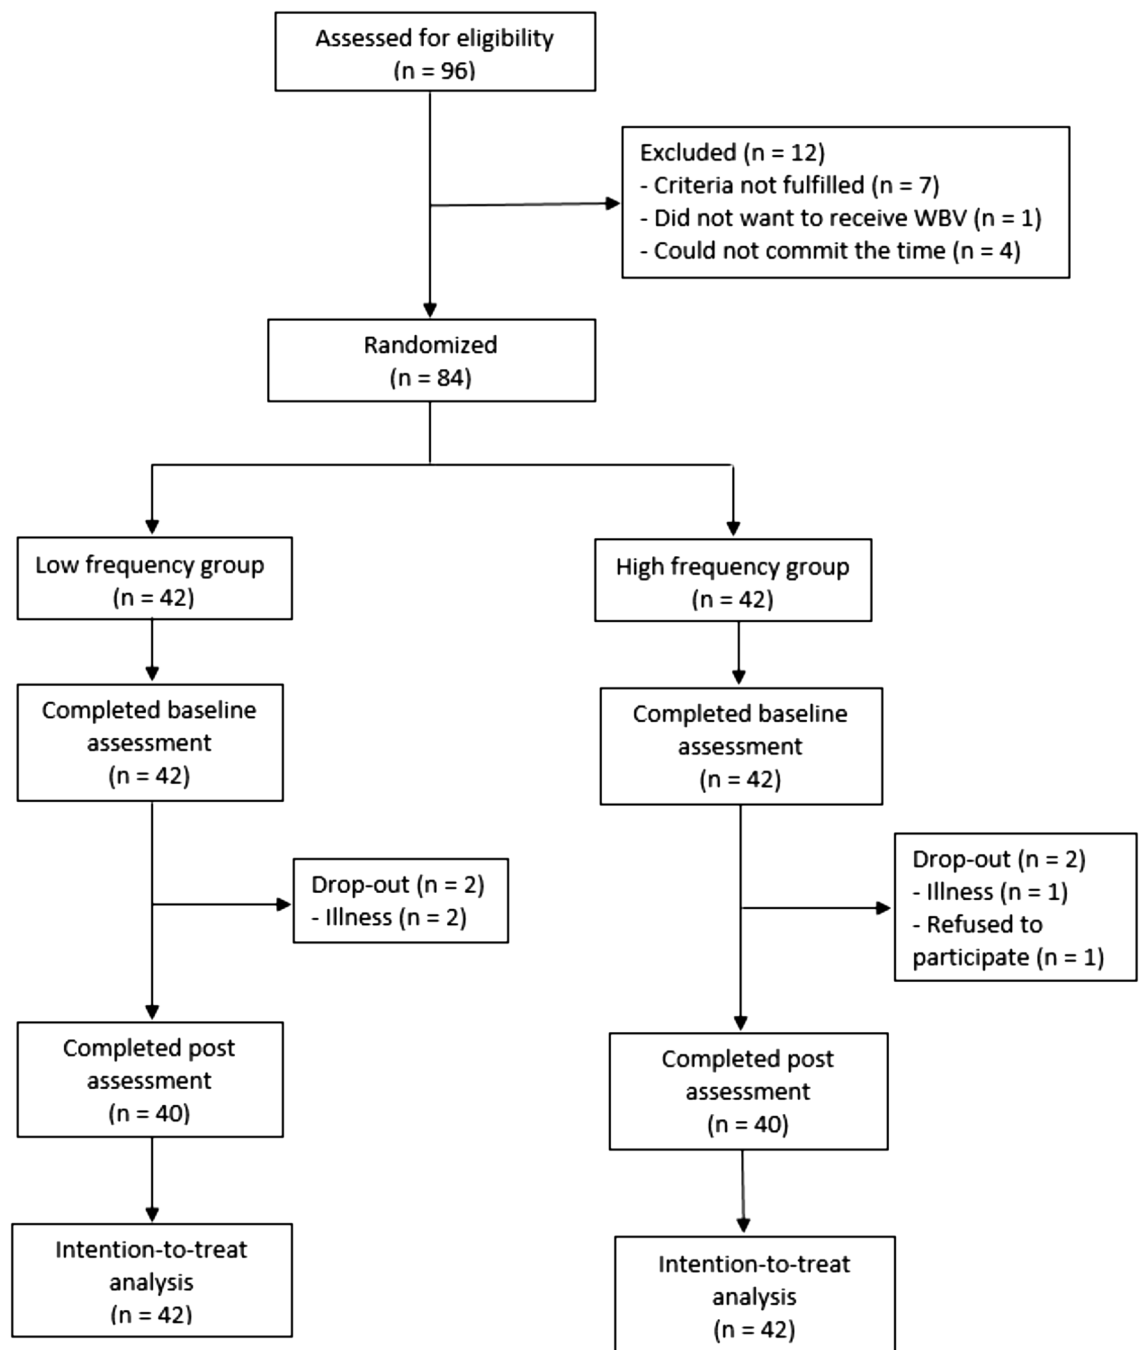 Assessed for eligibility
(n = 96)
Excluded (n = 12)
- Criteria not fulfilled (n = 7)
- Did not want to receive WBV (n = 1)
- Could not commit the time (n = 4)
Randomized
(n = 84)
Low frequency group
(n = 42)
High frequency group
(n = 42)
Completed baseline
assessment
(n = 42)
Completed baseline
assessment
(n = 42)
Drop-out (n = 2)
- Illness (n = 2)
Drop-out (n = 2)
- Illness (n = 1)
- Refused to
participate (n = 1)
Completed post
assessment
(n = 40)
Completed post
assessment
(n = 40)
Intention-to-treat
analysis
(n = 42)
Intention-to-treat
analysis
(n = 42)